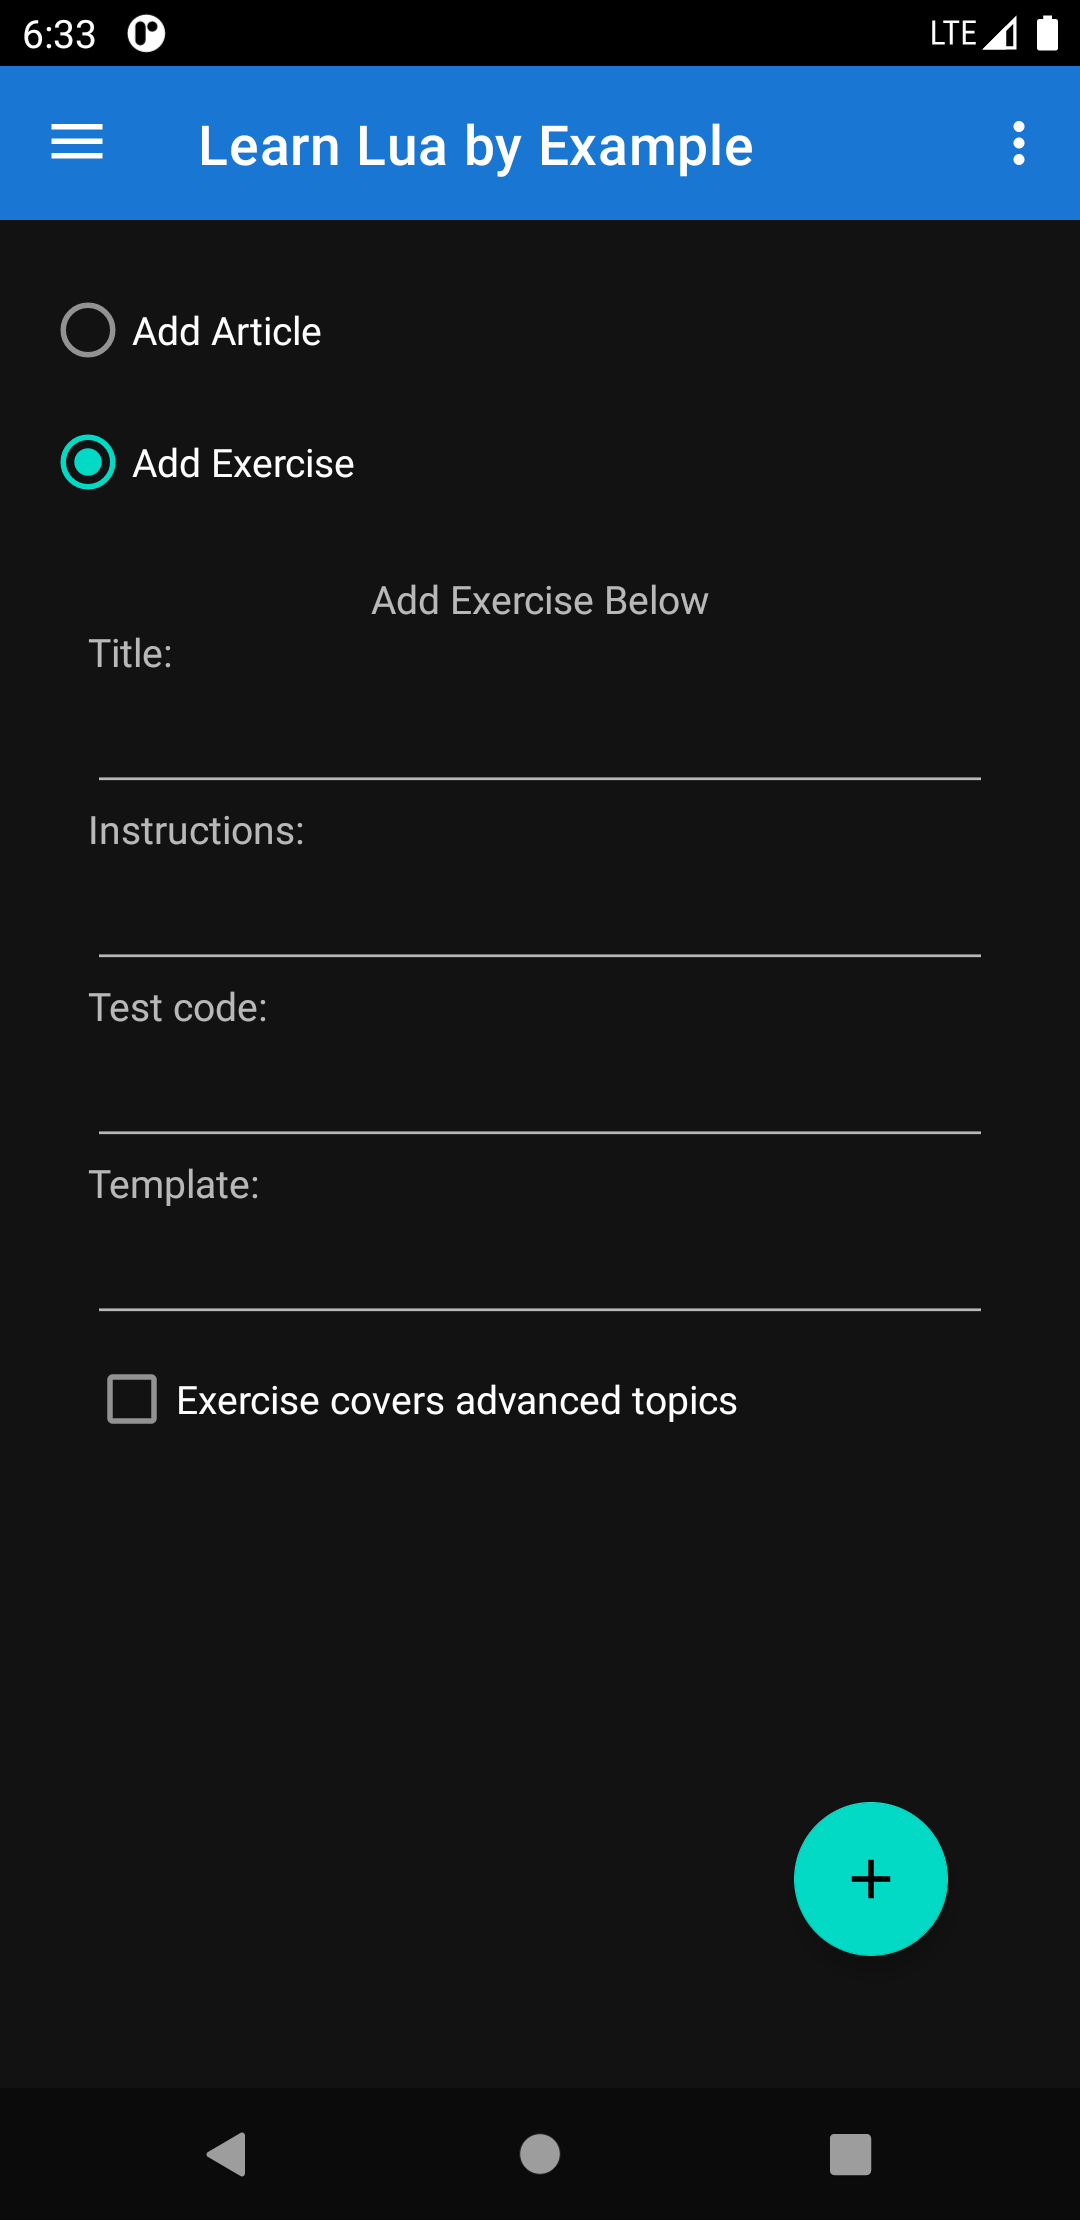 6:33
LTE
Learn Lua by Example
Add Article
Add Exercise
Add Exercise Below
Title:
Instructions:
Test code:
Template:
Exercise covers advanced topics